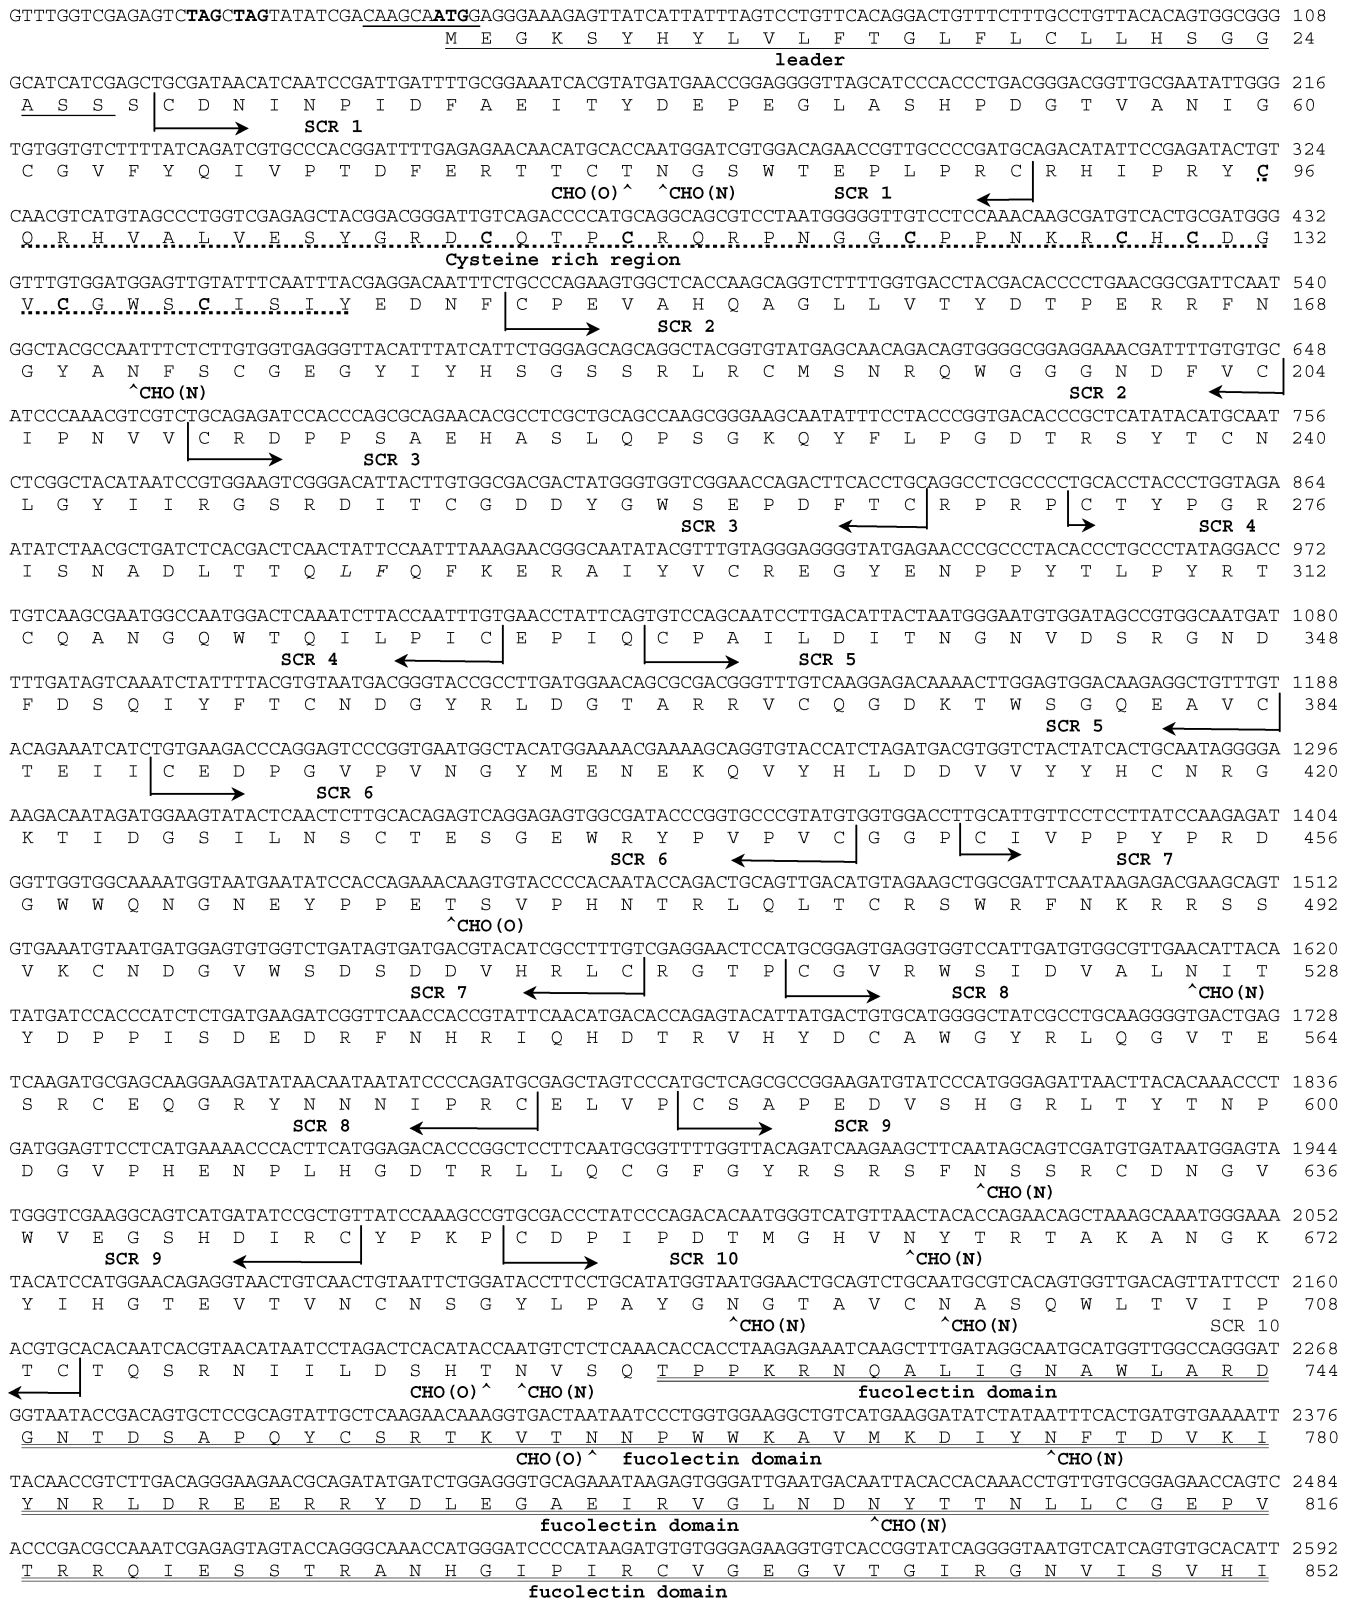 GTTTGGTCGAGAGTCTAGCTAGTATATCGACAAGCAATGGAGGGAAAGAGTTATCATTATTTAGTCCTGTTCACAGGACTGTTTCTTTGCCTGTTACACAGTGGCGGG 108
M E G K S Y H Y L V L F T G L F L C L L H S G G 24
leader
GCATCATCGAGCTGCGATAACATCAATCCGATTGATTTTGCGGAAATCACGTATGATGAACCGGAGGGGTTAGCATCCCACCCTGACGGGACGGTTGCGAATATTGGG 216
A S S S C D N I N P I D F A E I T Y D E P E G L A S H P D G T V A N I G 60
SCR 1
TGTGGTGTCTTTTATCAGATCGTGCCCACGGATTTTGAGAGAACAACATGCACCAATGGATCGTGGACAGAACCGTTGCCCCGATGCAGACATATTCCGAGATACTGT 324
C G V F Y Q I V P T D F E R T T C T N G S W T E P L P R C R H I P R Y C 96
CHO(O)^ ^CHO(N) SCR 1
CAACGTCATGTAGCCCTGGTCGAGAGCTACGGACGGGATTGTCAGACCCCATGCAGGCAGCGTCCTAATGGGGGTTGTCCTCCAAACAAGCGATGTCACTGCGATGGG 432
Q R H V A L V E S Y G R D C Q T P C R Q R P N G G C P P N K R C H C D G 132
Cysteine rich region
GTTTGTGGATGGAGTTGTATTTCAATTTACGAGGACAATTTCTGCCCAGAAGTGGCTCACCAAGCAGGTCTTTTGGTGACCTACGACACCCCTGAACGGCGATTCAAT 540
V C G W S C I S I Y E D N F C P E V A H Q A G L L V T Y D T P E R R F N 168
SCR 2
GGCTACGCCAATTTCTCTTGTGGTGAGGGTTACATTTATCATTCTGGGAGCAGCAGGCTACGGTGTATGAGCAACAGACAGTGGGGCGGAGGAAACGATTTTGTGTGC 648
G Y A N F S C G E G Y I Y H S G S S R L R C M S N R Q W G G G N D F V C 204
^CHO(N) SCR 2
ATCCCAAACGTCGTCTGCAGAGATCCACCCAGCGCAGAACACGCCTCGCTGCAGCCAAGCGGGAAGCAATATTTCCTACCCGGTGACACCCGCTCATATACATGCAAT 756
I P N V V C R D P P S A E H A S L Q P S G K Q Y F L P G D T R S Y T C N 240
SCR 3
CTCGGCTACATAATCCGTGGAAGTCGGGACATTACTTGTGGCGACGACTATGGGTGGTCGGAACCAGACTTCACCTGCAGGCCTCGCCCCTGCACCTACCCTGGTAGA 864
L G Y I I R G S R D I T C G D D Y G W S E P D F T C R P R P C T Y P G R 276
SCR 3 SCR 4
ATATCTAACGCTGATCTCACGACTCAACTATTCCAATTTAAAGAACGGGCAATATACGTTTGTAGGGAGGGGTATGAGAACCCGCCCTACACCCTGCCCTATAGGACC 972
I S N A D L T T Q L F Q F K E R A I Y V C R E G Y E N P P Y T L P Y R T 312
TGTCAAGCGAATGGCCAATGGACTCAAATCTTACCAATTTGTGAACCTATTCAGTGTCCAGCAATCCTTGACATTACTAATGGGAATGTGGATAGCCGTGGCAATGAT 1080
C Q A N G Q W T Q I L P I C E P I Q C P A I L D I T N G N V D S R G N D 348
SCR 4 SCR 5
TTTGATAGTCAAATCTATTTTACGTGTAATGACGGGTACCGCCTTGATGGAACAGCGCGACGGGTTTGTCAAGGAGACAAAACTTGGAGTGGACAAGAGGCTGTTTGT 1188
F D S Q I Y F T C N D G Y R L D G T A R R V C Q G D K T W S G Q E A V C 384
SCR 5
ACAGAAATCATCTGTGAAGACCCAGGAGTCCCGGTGAATGGCTACATGGAAAACGAAAAGCAGGTGTACCATCTAGATGACGTGGTCTACTATCACTGCAATAGGGGA 1296
T E I I C E D P G V P V N G Y M E N E K Q V Y H L D D V V Y Y H C N R G 420
SCR 6
AAGACAATAGATGGAAGTATACTCAACTCTTGCACAGAGTCAGGAGAGTGGCGATACCCGGTGCCCGTATGTGGTGGACCTTGCATTGTTCCTCCTTATCCAAGAGAT 1404
K T I D G S I L N S C T E S G E W R Y P V P V C G G P C I V P P Y P R D 456
SCR 6 SCR 7
GGTTGGTGGCAAAATGGTAATGAATATCCACCAGAAACAAGTGTACCCCACAATACCAGACTGCAGTTGACATGTAGAAGCTGGCGATTCAATAAGAGACGAAGCAGT 1512
G W W Q N G N E Y P P E T S V P H N T R L Q L T C R S W R F N K R R S S 492
^CHO(O)
GTGAAATGTAATGATGGAGTGTGGTCTGATAGTGATGACGTACATCGCCTTTGTCGAGGAACTCCATGCGGAGTGAGGTGGTCCATTGATGTGGCGTTGAACATTACA 1620
V K C N D G V W S D S D D V H R L C R G T P C G V R W S I D V A L N I T 528
SCR 7 SCR 8 ^CHO(N)
TATGATCCACCCATCTCTGATGAAGATCGGTTCAACCACCGTATTCAACATGACACCAGAGTACATTATGACTGTGCATGGGGCTATCGCCTGCAAGGGGTGACTGAG 1728
Y D P P I S D E D R F N H R I Q H D T R V H Y D C A W G Y R L Q G V T E 564
TCAAGATGCGAGCAAGGAAGATATAACAATAATATCCCCAGATGCGAGCTAGTCCCATGCTCAGCGCCGGAAGATGTATCCCATGGGAGATTAACTTACACAAACCCT 1836
S R C E Q G R Y N N N I P R C E L V P C S A P E D V S H G R L T Y T N P 600
SCR 8 SCR 9
GATGGAGTTCCTCATGAAAACCCACTTCATGGAGACACCCGGCTCCTTCAATGCGGTTTTGGTTACAGATCAAGAAGCTTCAATAGCAGTCGATGTGATAATGGAGTA 1944
D G V P H E N P L H G D T R L L Q C G F G Y R S R S F N S S R C D N G V 636
^CHO(N)
TGGGTCGAAGGCAGTCATGATATCCGCTGTTATCCAAAGCCGTGCGACCCTATCCCAGACACAATGGGTCATGTTAACTACACCAGAACAGCTAAAGCAAATGGGAAA 2052
W V E G S H D I R C Y P K P C D P I P D T M G H V N Y T R T A K A N G K 672
SCR 9 SCR 10 ^CHO(N)
TACATCCATGGAACAGAGGTAACTGTCAACTGTAATTCTGGATACCTTCCTGCATATGGTAATGGAACTGCAGTCTGCAATGCGTCACAGTGGTTGACAGTTATTCCT 2160
Y I H G T E V T V N C N S G Y L P A Y G N G T A V C N A S Q W L T V I P 708
^CHO(N) ^CHO(N) SCR 10
ACGTGCACACAATCACGTAACATAATCCTAGACTCACATACCAATGTCTCTCAAACACCACCTAAGAGAAATCAAGCTTTGATAGGCAATGCATGGTTGGCCAGGGAT 2268
T C T Q S R N I I L D S H T N V S Q T P P K R N Q A L I G N A W L A R D 744
CHO(O)^ ^CHO(N) fucolectin domain
GGTAATACCGACAGTGCTCCGCAGTATTGCTCAAGAACAAAGGTGACTAATAATCCCTGGTGGAAGGCTGTCATGAAGGATATCTATAATTTCACTGATGTGAAAATT 2376
G N T D S A P Q Y C S R T K V T N N P W W K A V M K D I Y N F T D V K I 780
CHO(O)^ fucolectin domain ^CHO(N)
TACAACCGTCTTGACAGGGAAGAACGCAGATATGATCTGGAGGGTGCAGAAATAAGAGTGGGATTGAATGACAATTACACCACAAACCTGTTGTGCGGAGAACCAGTC 2484
Y N R L D R E E R R Y D L E G A E I R V G L N D N Y T T N L L C G E P V 816
fucolectin domain ^CHO(N)
ACCCGACGCCAAATCGAGAGTAGTACCAGGGCAAACCATGGGATCCCCATAAGATGTGTGGGAGAAGGTGTCACCGGTATCAGGGGTAATGTCATCAGTGTGCACATT 2592
T R R Q I E S S T R A N H G I P I R C V G E G V T G I R G N V I S V H I 852
fucolectin domain